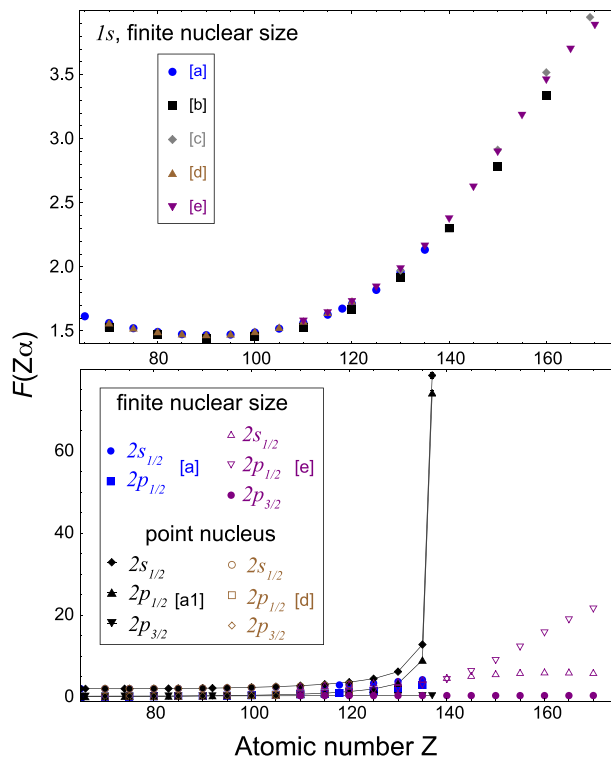 1s, finite nuclear size
[a]
[b]
[c]
[d]
[e]
4.0
3.5
3.0
2.5
2.0
1.5
80
100
120
140
160
F(Zα)
finite nuclear size
2s1/2
2p1/2
[a]
2s1/2
2p1/2 [e]
2p3/2
point nucleus
2s1/2
2p1/2 [a1]
2p3/2
2s1/2
2p1/2 [d]
2p3/2
60
40
20
0
80
100
120
140
160
Atomic number Z